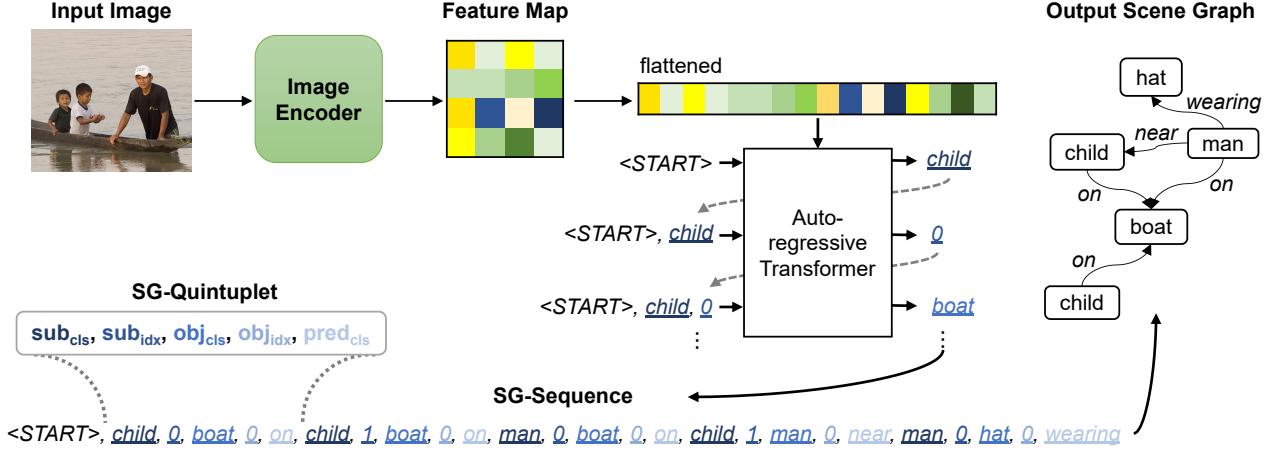 Input Image
Feature Map
Output Scene Graph
Image
Encoder
flattened
<START>
child
<START>, child
0
<START>, child, 0
boat
Auto-
regressive
Transformer
hat
wearing
near
child
man
on
on
boat
on
child
SG-Quintuplet
sub_cls, sub_idx, obj_cls, obj_idx, pred_cls
SG-Sequence
<START>, child, 0, boat, 0, on, child, 1, boat, 0, on, man, 0, boat, 0, on, child, 1, man, 0, near, man, 0, hat, 0, wearing